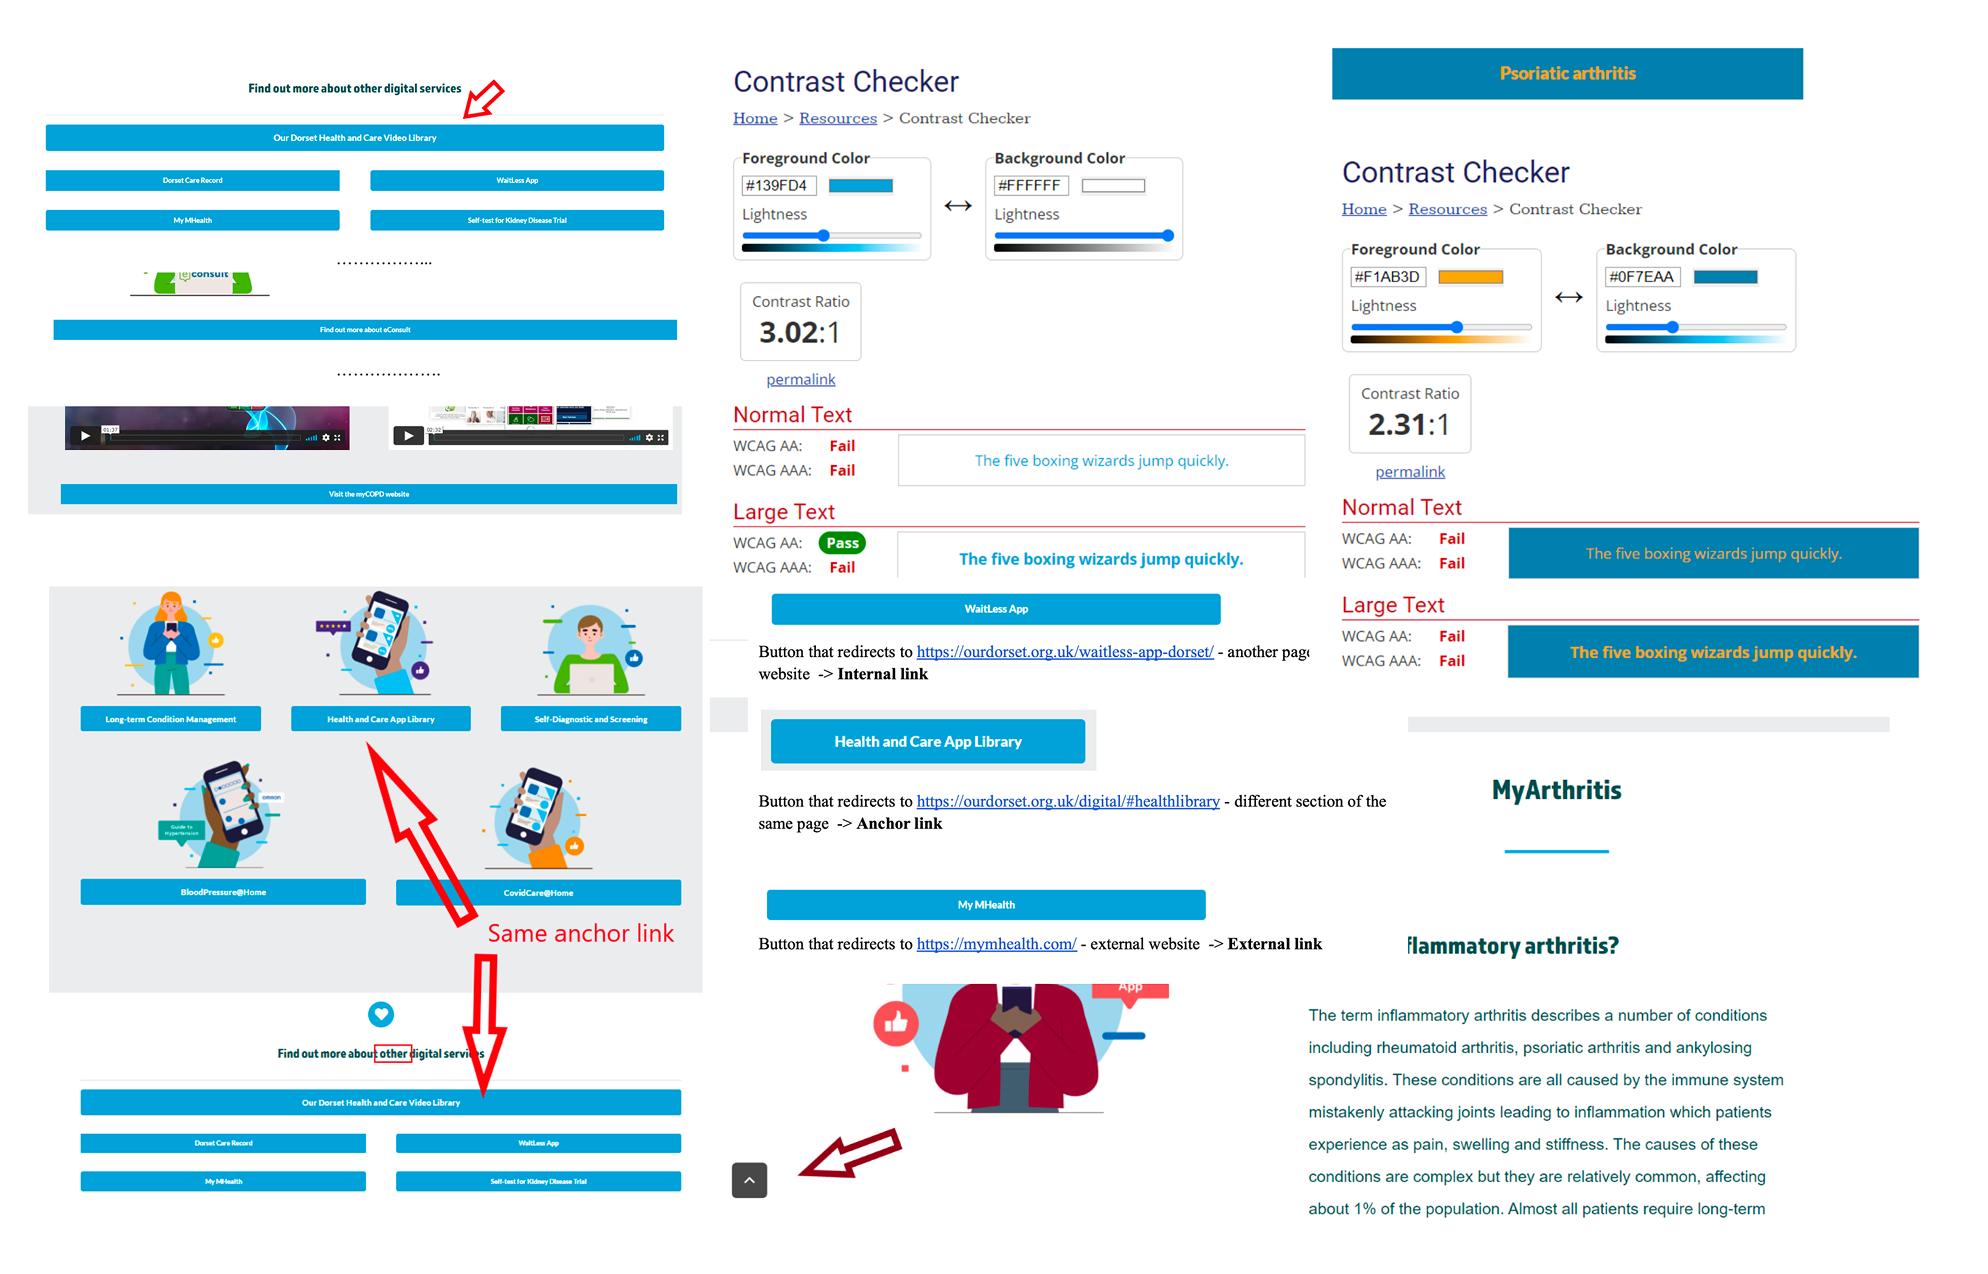 Find out more about other digital services
Our Dorset Health and Care Video Library
Dorset Care Record
WaitLess App
My MHealth
Self-test for Kidney Disease Trial
...................
econsult
Find out more about eConsult
...................
01:37
02:32
Visit the myCOPD website
Long-term Condition Management
Health and Care App Library
Self-Diagnostic and Screening
omron
Guide to
Hypertension
BloodPressure@Home
CovidCare@Home
Same anchor link
Find out more about other digital services
Our Dorset Health and Care Video Library
Dorset Care Record
WaitLess App
My MHealth
Self-test for Kidney Disease Trial
Contrast Checker
Home > Resources > Contrast Checker
Foreground Color
#139FD4
Lightness
Background Color
#FFFFFF
Lightness
Contrast Ratio
3.02:1
permalink
Normal Text
WCAG AA: Fail
WCAG AAA: Fail
The five boxing wizards jump quickly.
Large Text
WCAG AA: Pass
WCAG AAA: Fail
The five boxing wizards jump quickly.
WaitLess App
Button that redirects to https://ourdorset.org.uk/waitless-app-dorset/ - another page
website -> Internal link
Health and Care App Library
Button that redirects to https://ourdorset.org.uk/digital/#healthlibrary - different section of the
same page -> Anchor link
My MHealth
Button that redirects to https://mymhealth.com/ - external website -> External link
App
Psoriatic arthritis
Contrast Checker
Home > Resources > Contrast Checker
Foreground Color
#F1AB3D
Lightness
Background Color
#0F7EAA
Lightness
Contrast Ratio
2.31:1
permalink
Normal Text
WCAG AA: Fail
WCAG AAA: Fail
The five boxing wizards jump quickly.
Large Text
WCAG AA: Fail
WCAG AAA: Fail
The five boxing wizards jump quickly.
MyArthritis
flammatory arthritis?
The term inflammatory arthritis describes a number of conditions
including rheumatoid arthritis, psoriatic arthritis and ankylosing
spondylitis. These conditions are all caused by the immune system
mistakenly attacking joints leading to inflammation which patients
experience as pain, swelling and stiffness. The causes of these
conditions are complex but they are relatively common, affecting
about 1% of the population. Almost all patients require long-term